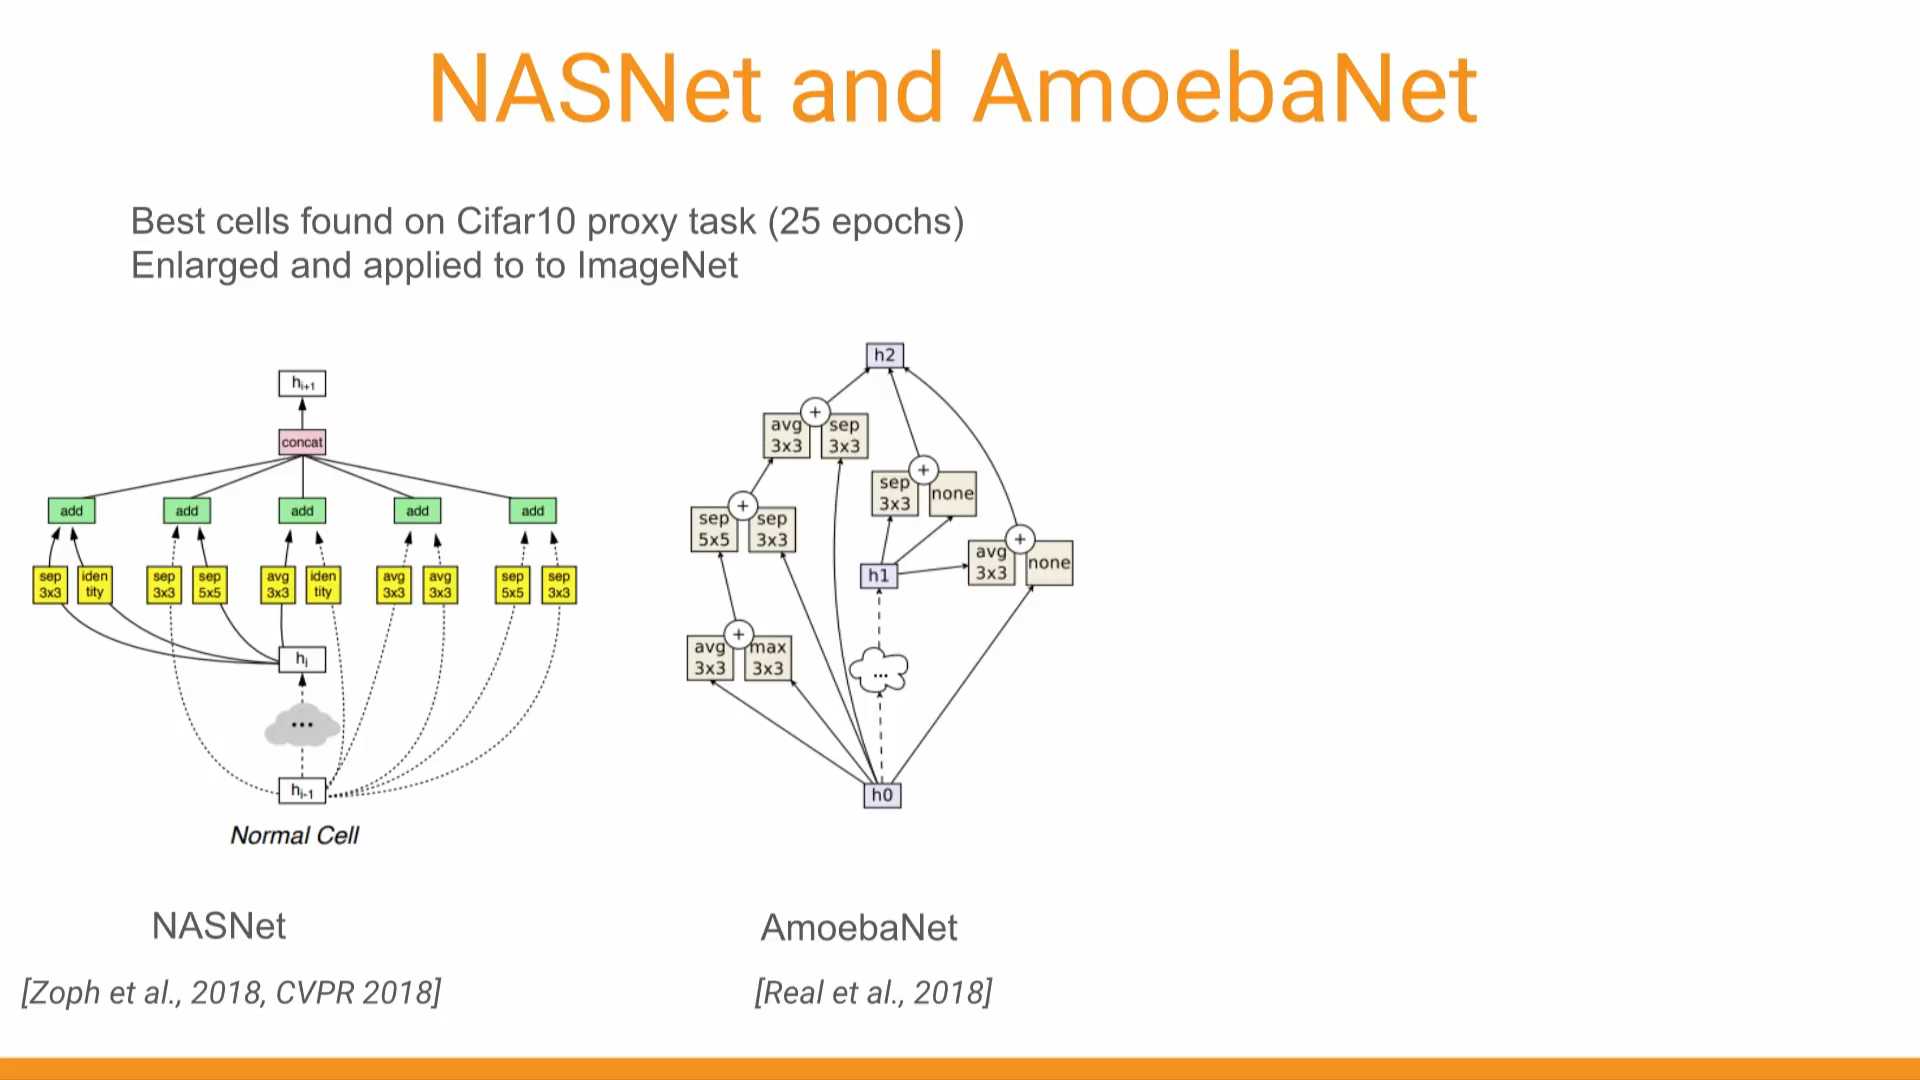 NASNet and AmoebaNet
Best cells found on Cifar10 proxy task (25 epochs)
Enlarged and applied to to ImageNet
hi+1
concat
add add add add add
sep 3x3
iden tity
sep 3x3
sep 5x5
avg 3x3
iden tity
avg 3x3
avg 3x3
sep 5x5
sep 3x3
hi
...
hi-1
Normal Cell
h2
+
avg 3x3
sep 3x3
+
sep 3x3
none
+
sep 5x5
sep 3x3
+
avg 3x3
none
h1
+
avg 3x3
max 3x3
...
h0
NASNet
AmoebaNet
[Zoph et al., 2018, CVPR 2018]
[Real et al., 2018]